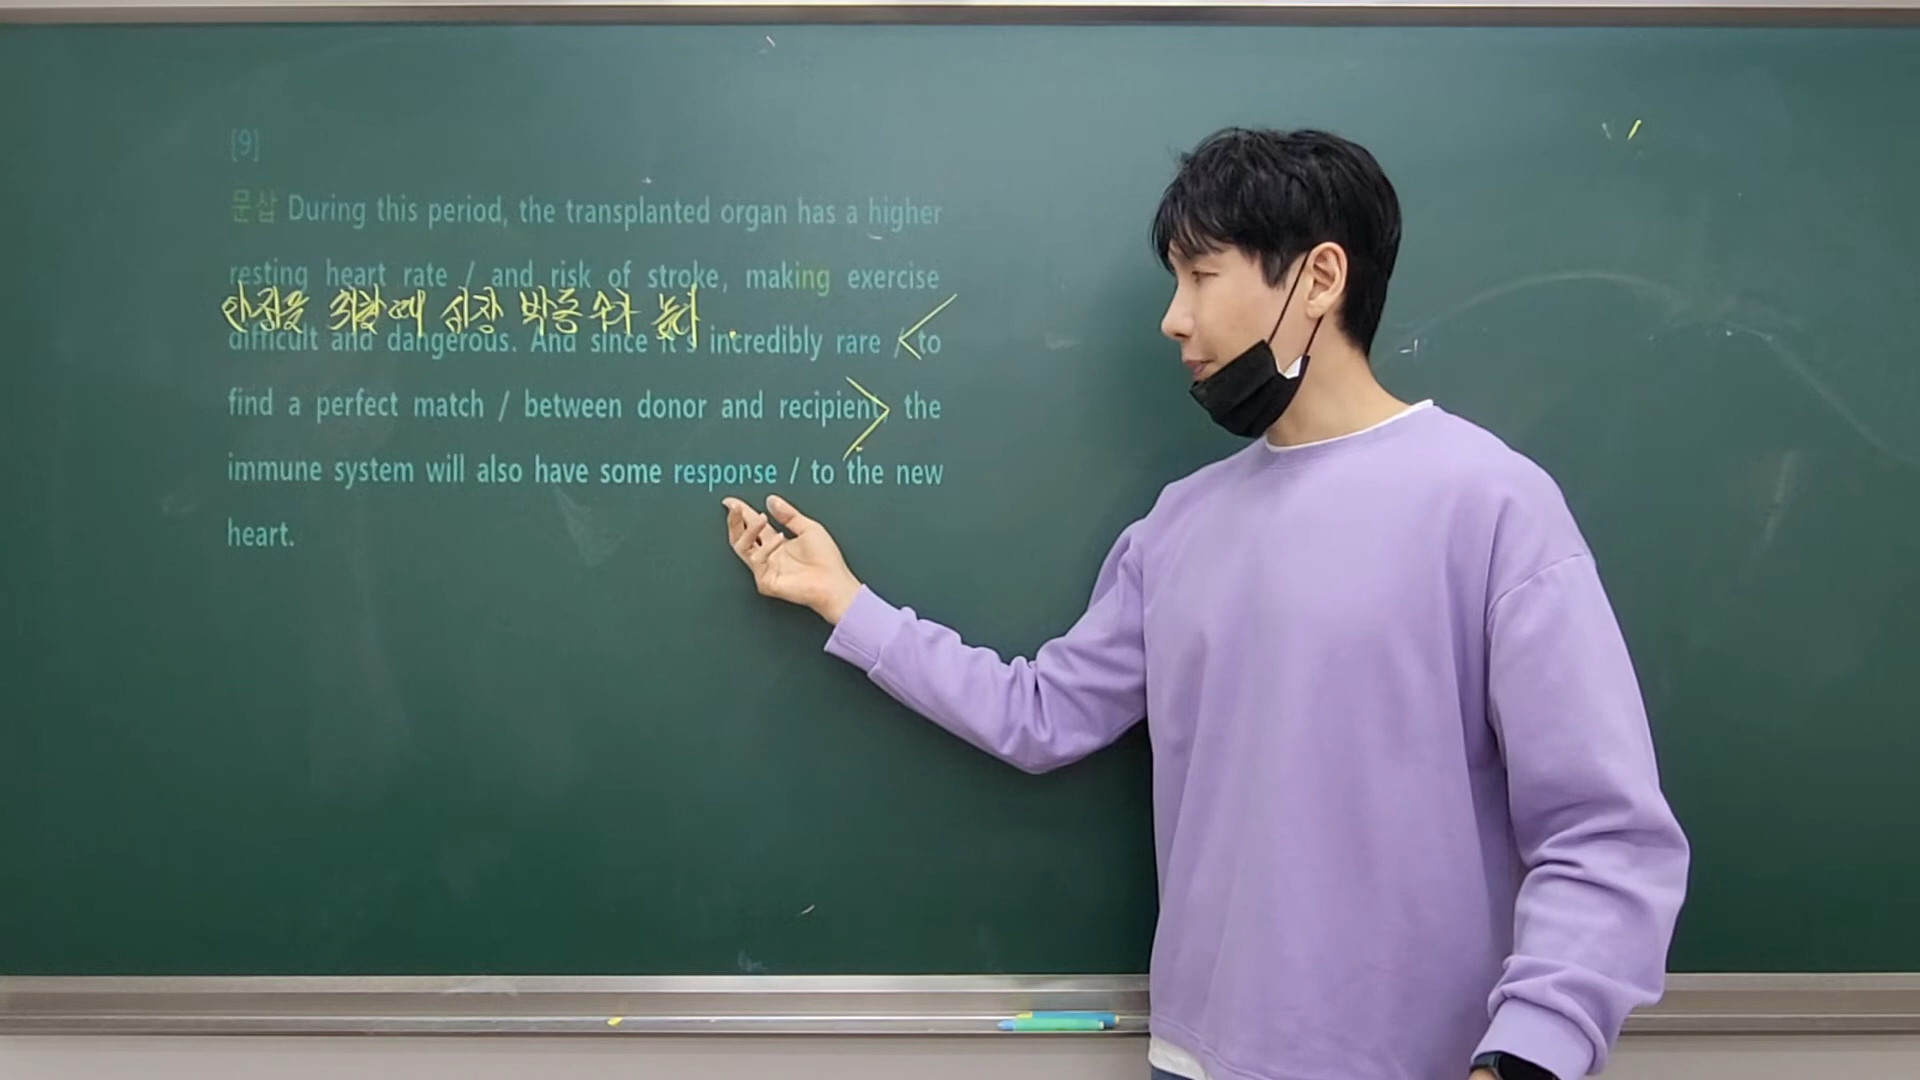 [9]
문삽 During this period, the transplanted organ has a higher
resting heart rate / and risk of stroke, making exercise
안정을 취할때 심장 박동수가 높다.
difficult and dangerous. And since it's incredibly rare / to
find a perfect match / between donor and recipient, the
immune system will also have some response / to the new
heart.